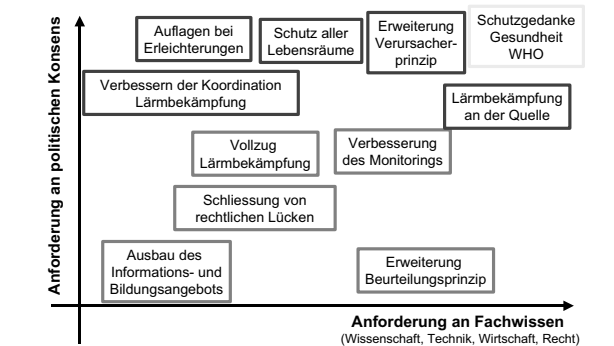 Anforderung an politischen Konsens
Auflagen bei
Erleichterungen
Schutz aller
Lebensräume
Erweiterung
Verursacher-
prinzip
Schutzgedanke
Gesundheit
WHO
Verbessern der Koordination
Lärmbekämpfung
Lärmbekämpfung
an der Quelle
Vollzug
Lärmbekämpfung
Verbesserung
des Monitorings
Schliessung von
rechtlichen Lücken
Ausbau des
Informations- und
Bildungsangebots
Erweiterung
Beurteilungsprinzip
Anforderung an Fachwissen
(Wissenschaft, Technik, Wirtschaft, Recht)